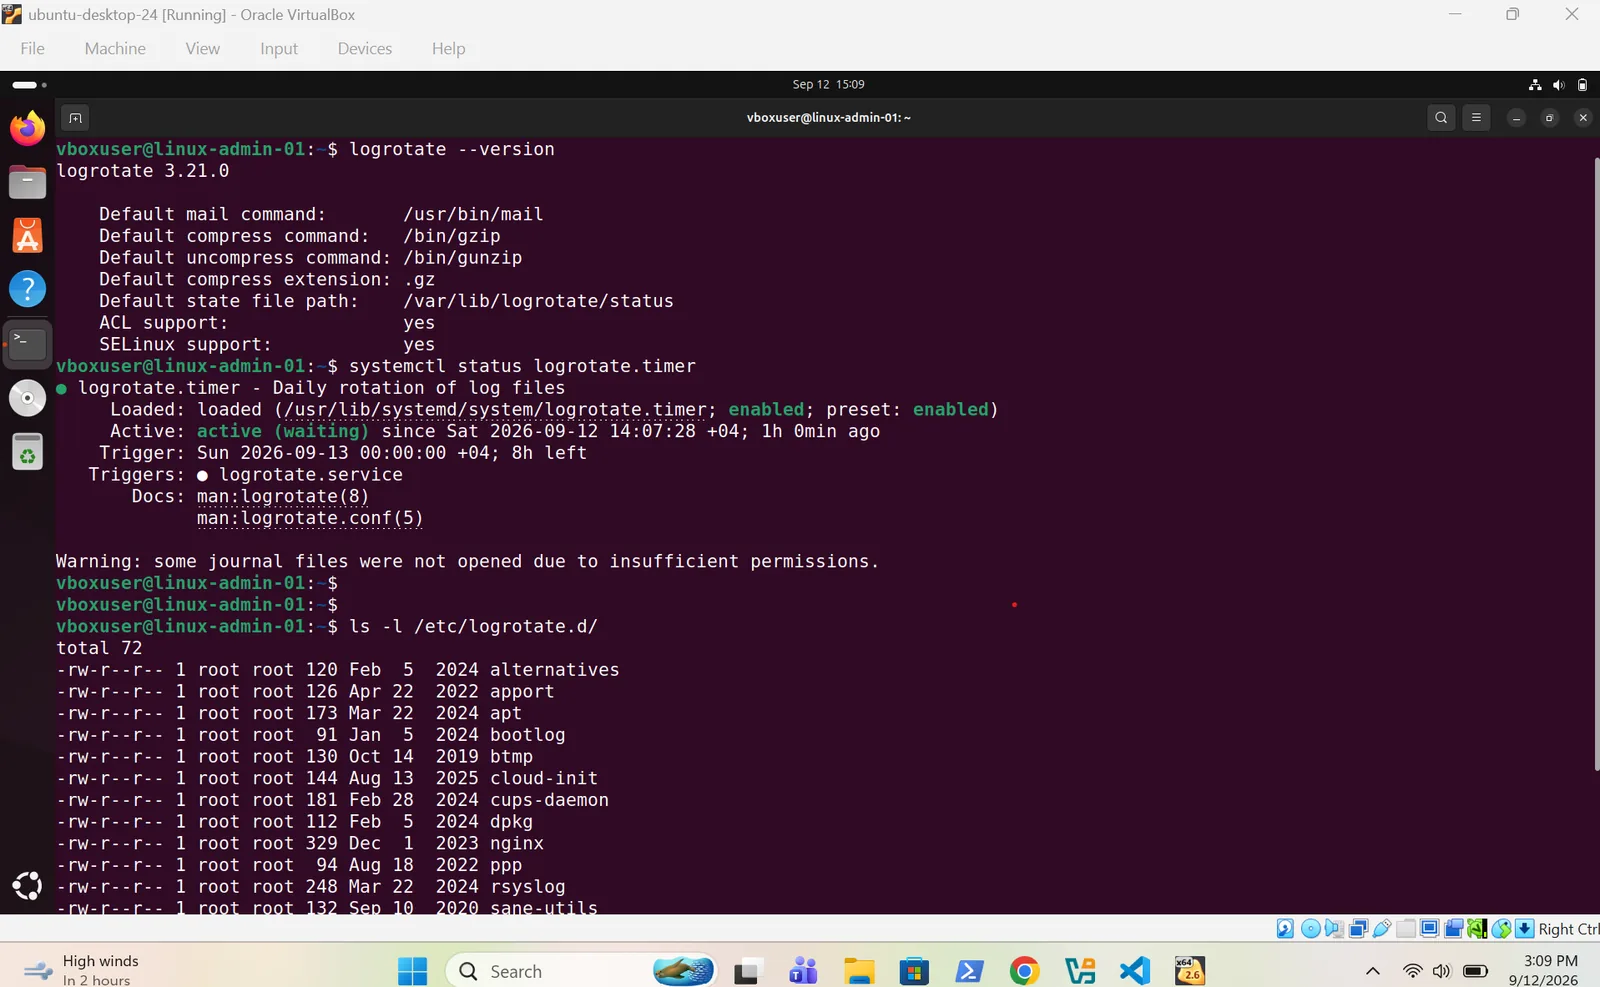 ubuntu-desktop-24 [Running] - Oracle VirtualBox
File Machine View Input Devices Help
Sep 12 15:09
vboxuser@linux-admin-01: ~
vboxuser@linux-admin-01:~$ logrotate --version
logrotate 3.21.0
Default mail command: /usr/bin/mail
Default compress command: /bin/gzip
Default uncompress command: /bin/gunzip
Default compress extension: .gz
Default state file path: /var/lib/logrotate/status
ACL support: yes
SELinux support: yes
vboxuser@linux-admin-01:~$ systemctl status logrotate.timer
● logrotate.timer - Daily rotation of log files
Loaded: loaded (/usr/lib/systemd/system/logrotate.timer; enabled; preset: enabled)
Active: active (waiting) since Sat 2026-09-12 14:07:28 +04; 1h 0min ago
Trigger: Sun 2026-09-13 00:00:00 +04; 8h left
Triggers: ● logrotate.service
Docs: man:logrotate(8)
man:logrotate.conf(5)
Warning: some journal files were not opened due to insufficient permissions.
vboxuser@linux-admin-01:~$
vboxuser@linux-admin-01:~$
vboxuser@linux-admin-01:~$ ls -l /etc/logrotate.d/
total 72
-rw-r--r-- 1 root root 120 Feb 5 2024 alternatives
-rw-r--r-- 1 root root 126 Apr 22 2022 apport
-rw-r--r-- 1 root root 173 Mar 22 2024 apt
-rw-r--r-- 1 root root 91 Jan 5 2024 bootlog
-rw-r--r-- 1 root root 130 Oct 14 2019 btmp
-rw-r--r-- 1 root root 144 Aug 13 2025 cloud-init
-rw-r--r-- 1 root root 181 Feb 28 2024 cups-daemon
-rw-r--r-- 1 root root 112 Feb 5 2024 dpkg
-rw-r--r-- 1 root root 329 Dec 1 2023 nginx
-rw-r--r-- 1 root root 94 Aug 18 2022 ppp
-rw-r--r-- 1 root root 248 Mar 22 2024 rsyslog
-rw-r--r-- 1 root root 132 Sep 10 2020 sane-utils
Right Ctrl
High winds
In 2 hours
Search
x64
2.6
3:09 PM
9/12/2026